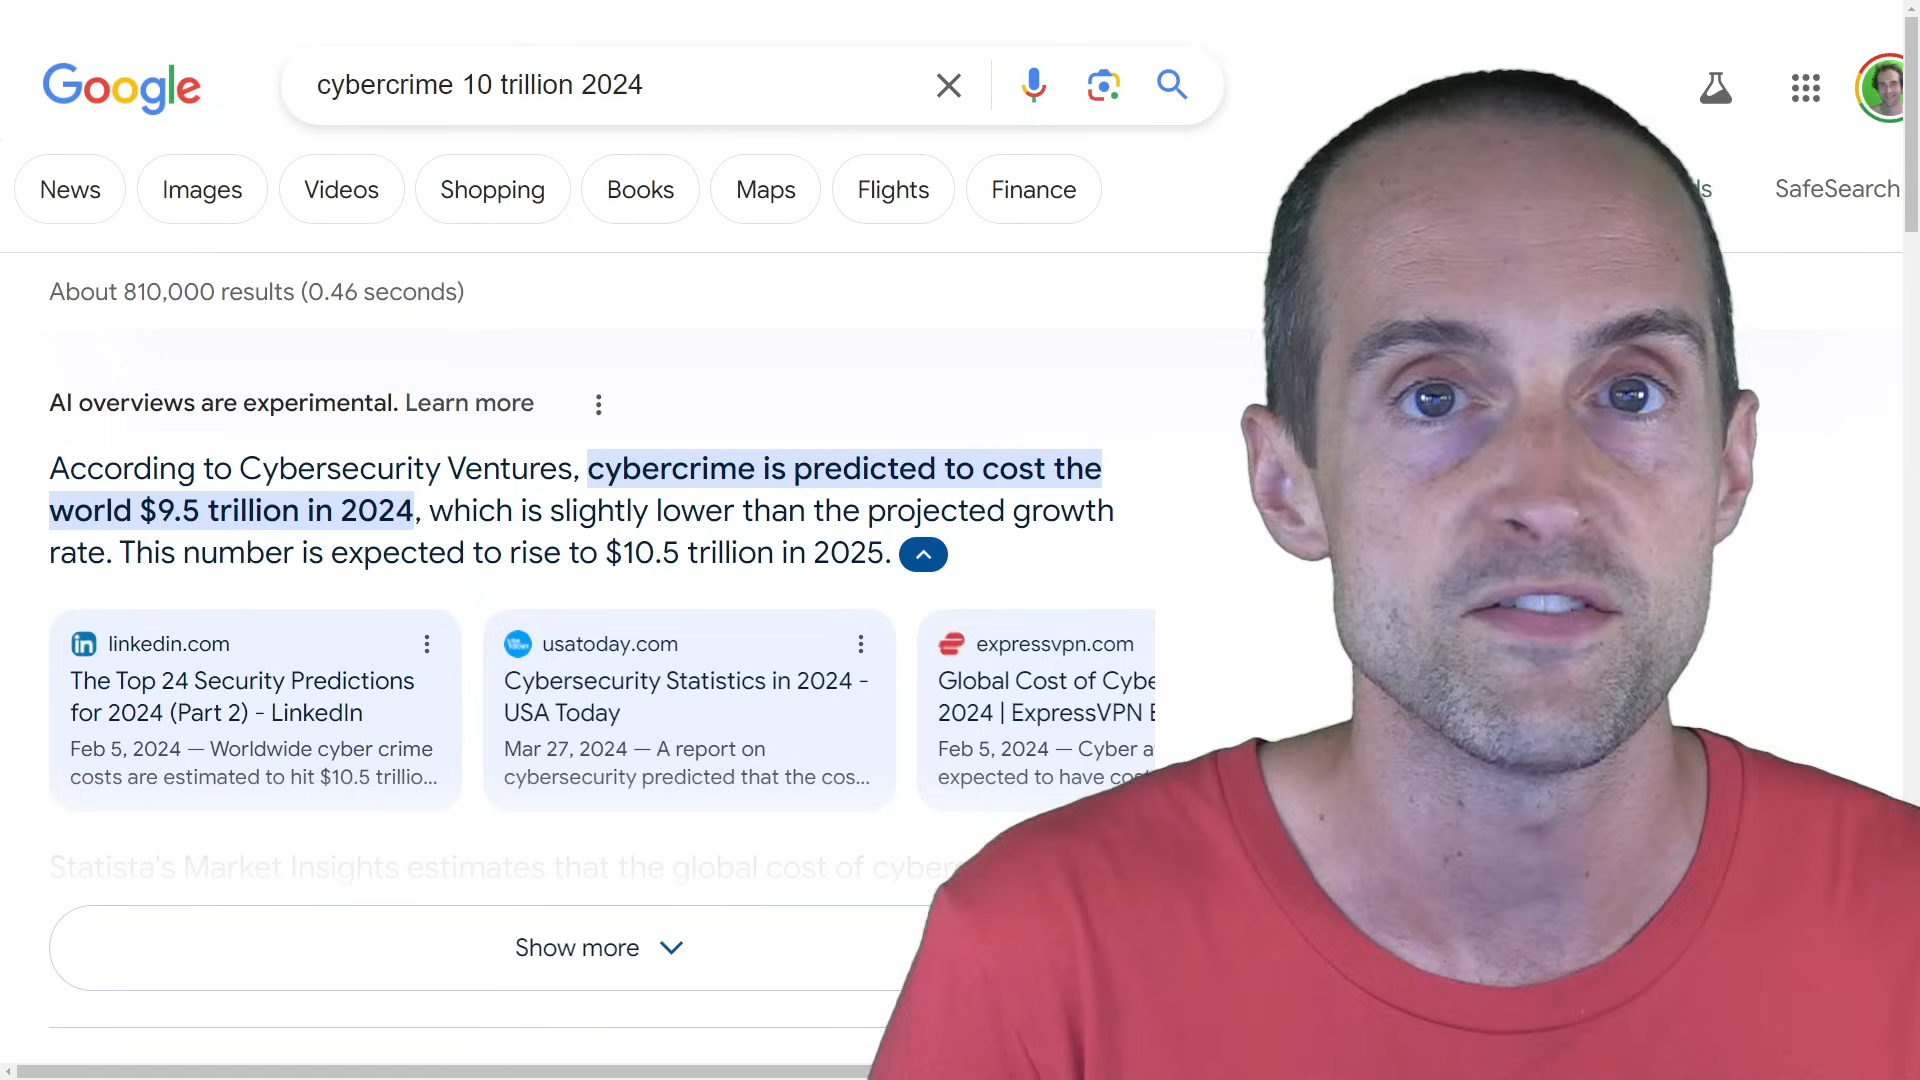 Google
cybercrime 10 trillion 2024
News
Images
Videos
Shopping
Books
Maps
Flights
Finance
ls
SafeSearch
About 810,000 results (0.46 seconds)
AI overviews are experimental. Learn more
According to Cybersecurity Ventures, cybercrime is predicted to cost the
world $9.5 trillion in 2024, which is slightly lower than the projected growth
rate. This number is expected to rise to $10.5 trillion in 2025.
linkedin.com
The Top 24 Security Predictions
for 2024 (Part 2) - LinkedIn
Feb 5, 2024 — Worldwide cyber crime
costs are estimated to hit $10.5 trillio...
usatoday.com
Cybersecurity Statistics in 2024 -
USA Today
Mar 27, 2024 — A report on
cybersecurity predicted that the cos...
expressvpn.com
Global Cost of Cybe
2024 | ExpressVPN
Feb 5, 2024 — Cyber a
expected to have cos
Statista's Market Insights estimates that the global cost of cyber
Show more